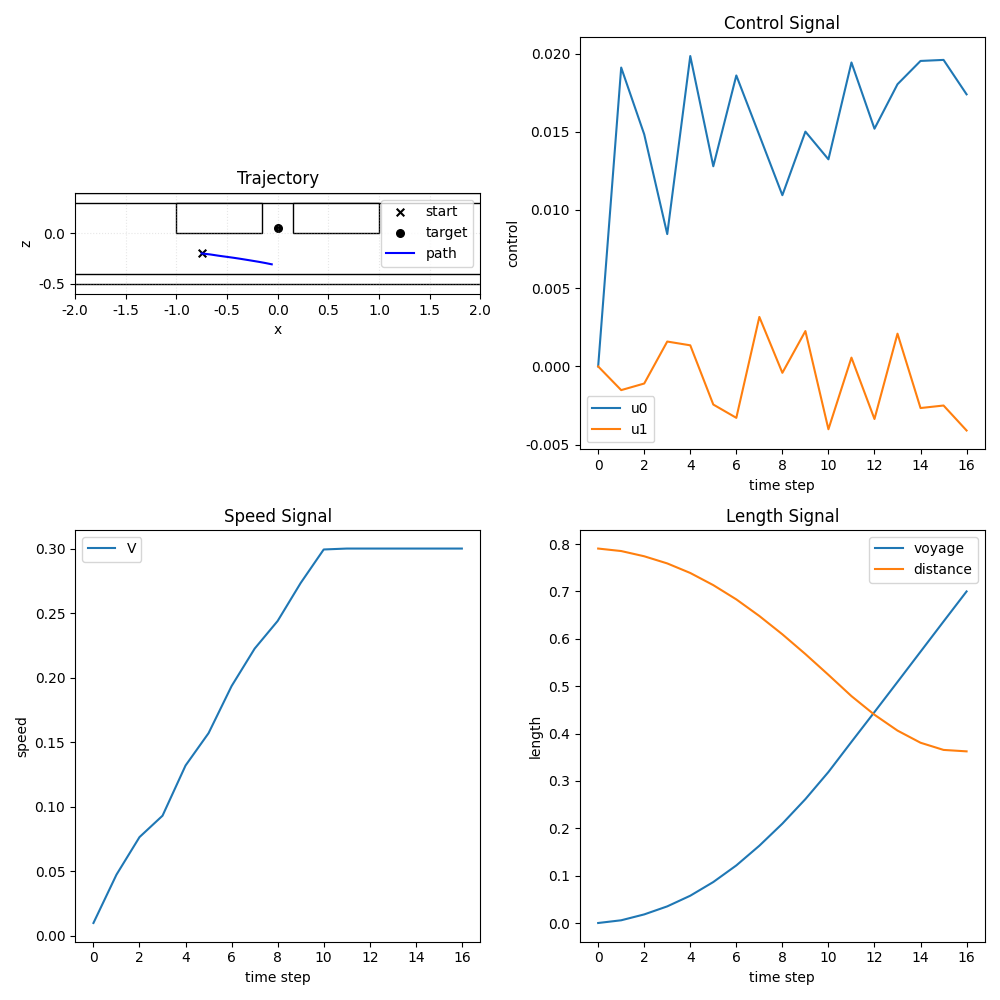 Trajectory
z
0.0
-0.5
start
target
path
-2.0 -1.5 -1.0 -0.5 0.0 0.5 1.0 1.5 2.0
x
Control Signal
control
0.020
0.015
0.010
0.005
0.000
-0.005
u0
u1
0 2 4 6 8 10 12 14 16
time step
Speed Signal
speed
0.30
0.25
0.20
0.15
0.10
0.05
0.00
V
0 2 4 6 8 10 12 14 16
time step
Length Signal
length
0.8
0.7
0.6
0.5
0.4
0.3
0.2
0.1
0.0
voyage
distance
0 2 4 6 8 10 12 14 16
time step